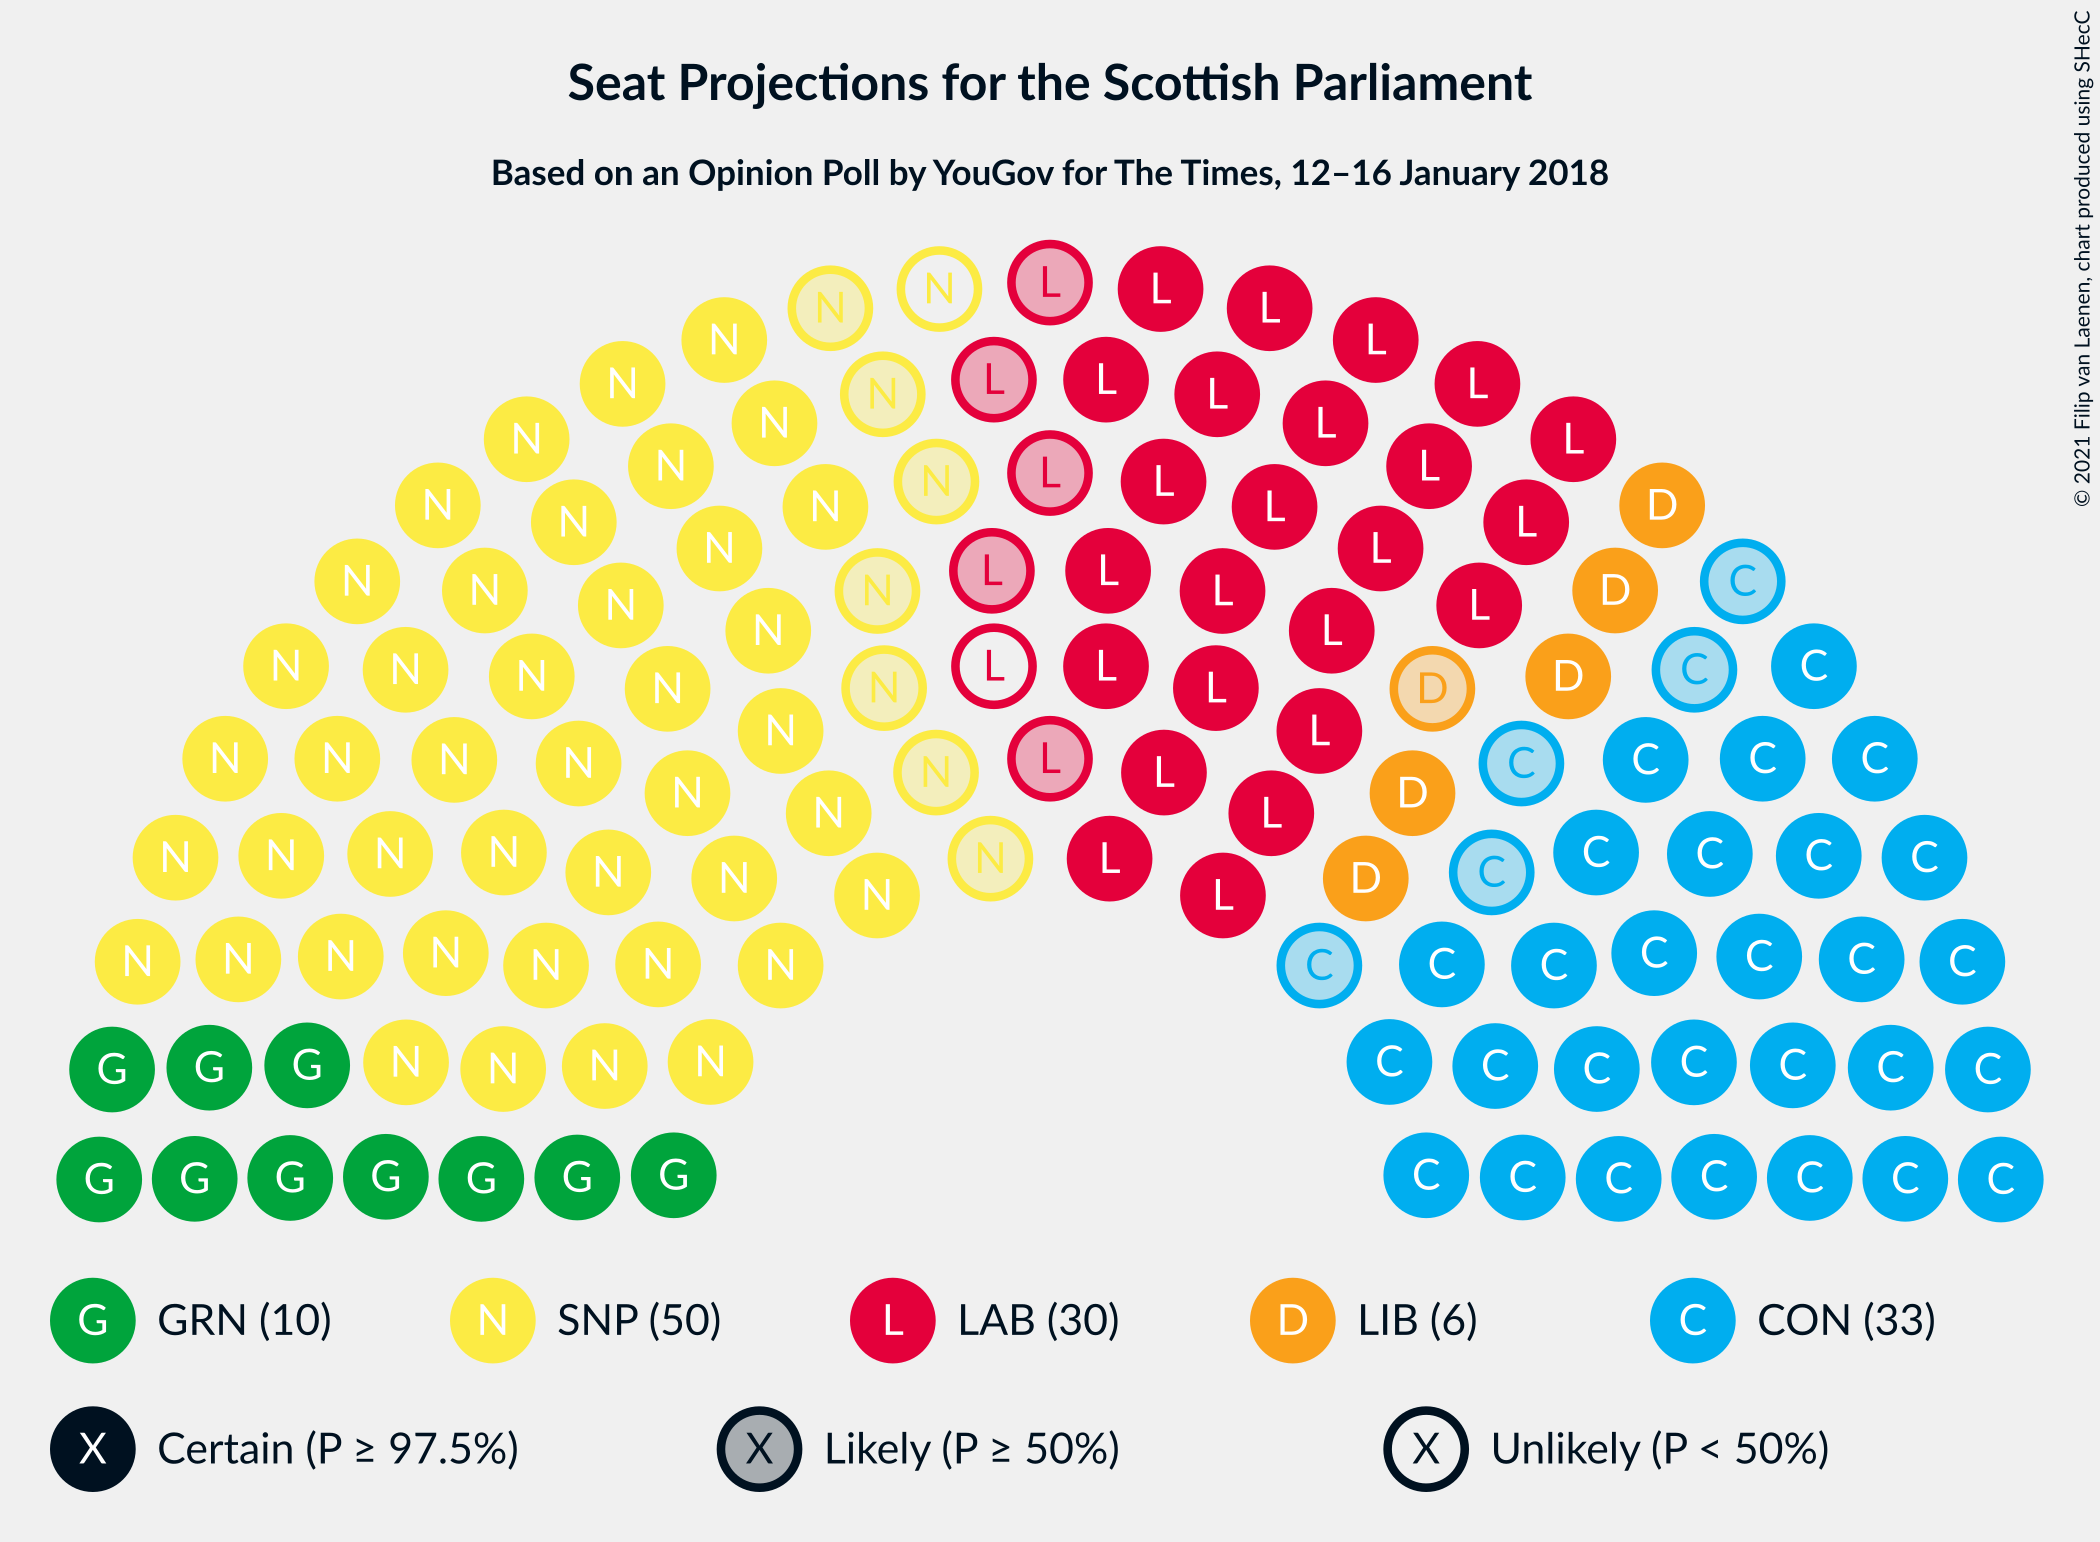 Seat Projections for the Scottish Parliament
Based on an Opinion Poll by YouGov for The Times, 12–16 January 2018
© 2021 Filip van Laenen, chart produced using SHecC
N N L L L
N L
N N L L L L
N N L L
N N L L L
N N N L L D
N L
N N N N L L L L D C
N L
N N N N N L L L D D C C
N L
N N N N N L L C C C C
N N L D
N N N N N N N N L L D C C C C C
N N N N N N N C C C C C C C
G G G N N N N C C C C C C C
G G G G G G G C C C C C C C
G GRN (10) N SNP (50) L LAB (30) D LIB (6) C CON (33)
X Certain (P ≥ 97.5%) X Likely (P ≥ 50%) X Unlikely (P < 50%)